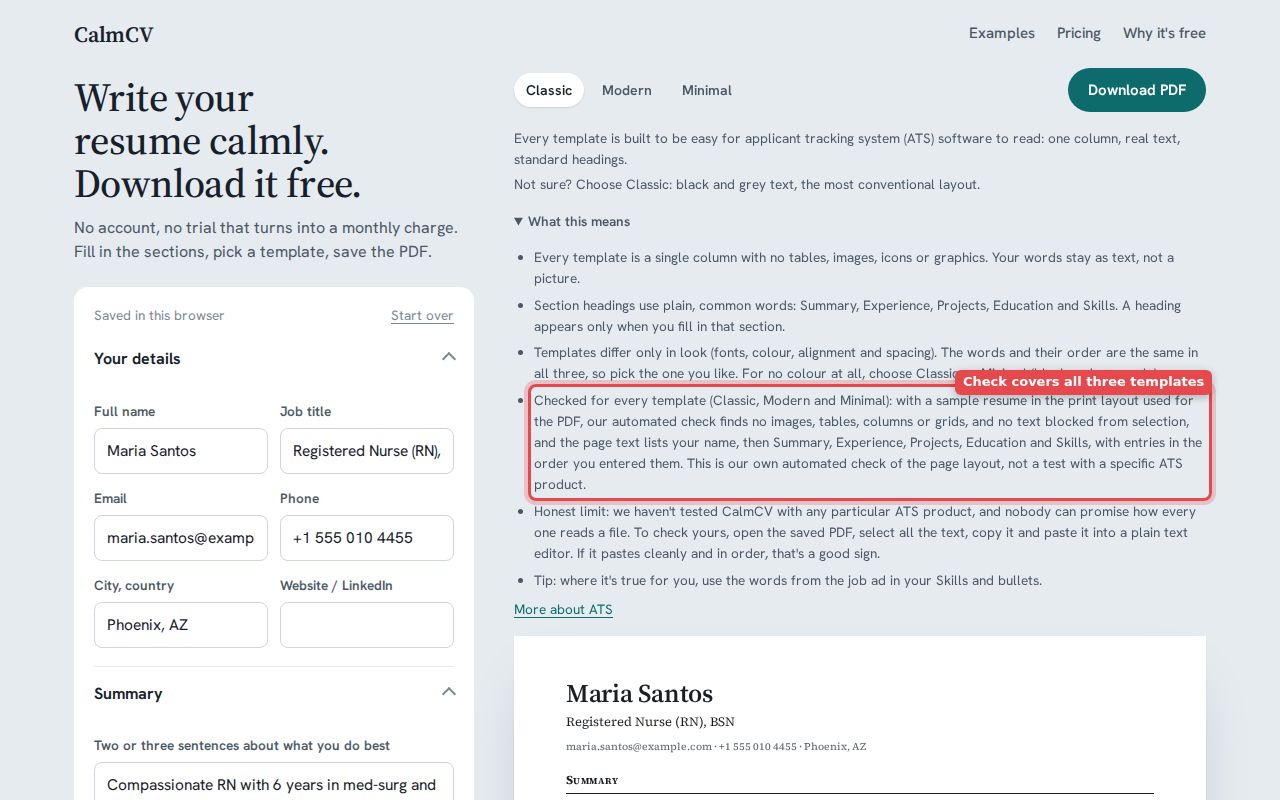 CalmCV
Examples
Pricing
Why it's free
Write your
resume calmly.
Download it free.
No account, no trial that turns into a monthly charge.
Fill in the sections, pick a template, save the PDF.
Saved in this browser
Start over
Your details
Full name
Job title
Maria Santos
Registered Nurse (RN),
Email
Phone
maria.santos@examp
+1 555 010 4455
City, country
Website / LinkedIn
Phoenix, AZ
Summary
Two or three sentences about what you do best
Compassionate RN with 6 years in med-surg and
Classic
Modern
Minimal
Download PDF
Every template is built to be easy for applicant tracking system (ATS) software to read: one column, real text,
standard headings.
Not sure? Choose Classic: black and grey text, the most conventional layout.
▼ What this means
• Every template is a single column with no tables, images, icons or graphics. Your words stay as text, not a
picture.
• Section headings use plain, common words: Summary, Experience, Projects, Education and Skills. A heading
appears only when you fill in that section.
• Templates differ only in look (fonts, colour, alignment and spacing). The words and their order are the same in
all three, so pick the one you like. For no colour at all, choose Classic
Check covers all three templates
• Checked for every template (Classic, Modern and Minimal): with a sample resume in the print layout used for
the PDF, our automated check finds no images, tables, columns or grids, and no text blocked from selection,
and the page text lists your name, then Summary, Experience, Projects, Education and Skills, with entries in the
order you entered them. This is our own automated check of the page layout, not a test with a specific ATS
product.
• Honest limit: we haven't tested CalmCV with any particular ATS product, and nobody can promise how every
one reads a file. To check yours, open the saved PDF, select all the text, copy it and paste it into a plain text
editor. If it pastes cleanly and in order, that's a good sign.
• Tip: where it's true for you, use the words from the job ad in your Skills and bullets.
More about ATS
Maria Santos
Registered Nurse (RN), BSN
maria.santos@example.com · +1 555 010 4455 · Phoenix, AZ
Summary